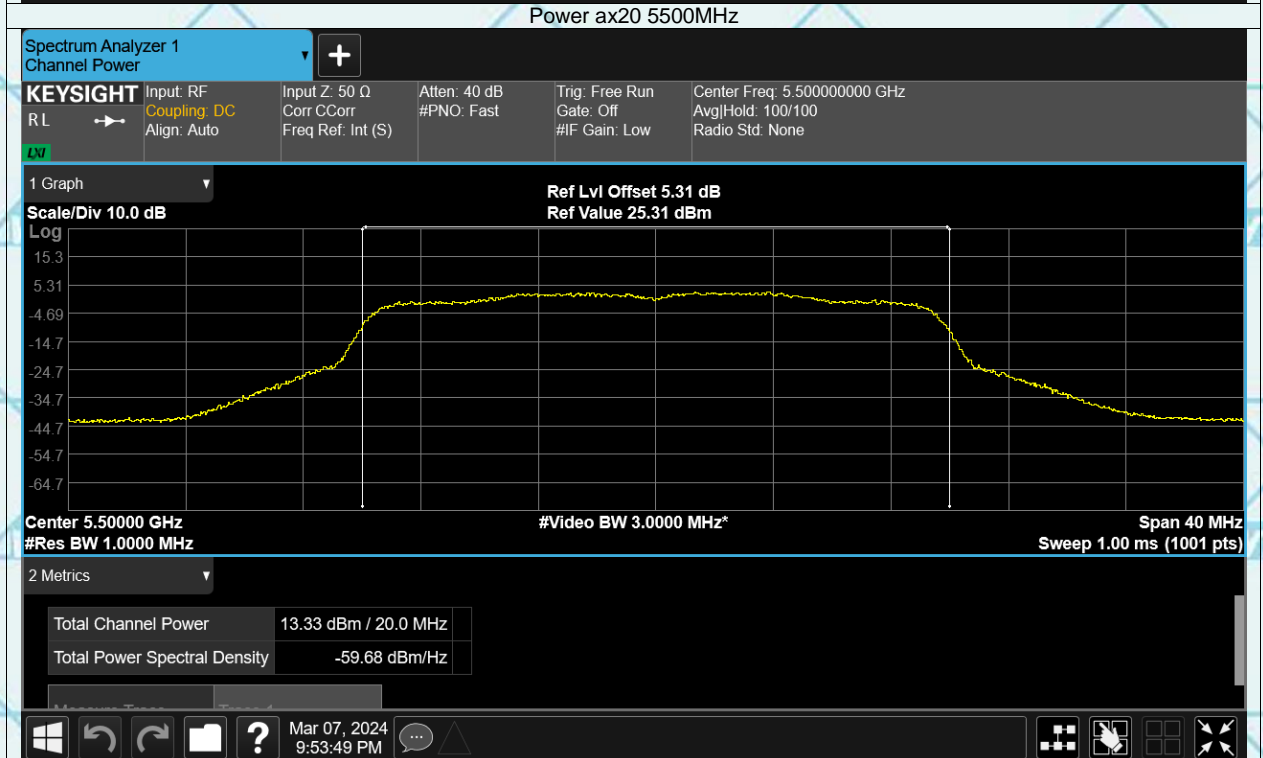 Power ax20 5500MHz
Spectrum Analyzer 1
Channel Power
KEYSIGHT
R L
LXI
Input: RF
Coupling: DC
Align: Auto
Input Z: 50 Ω
Corr CCorr
Freq Ref: Int (S)
Atten: 40 dB
#PNO: Fast
Trig: Free Run
Gate: Off
#IF Gain: Low
Center Freq: 5.500000000 GHz
Avg|Hold: 100/100
Radio Std: None
1 Graph
Scale/Div 10.0 dB
Ref Lvl Offset 5.31 dB
Ref Value 25.31 dBm
Log
15.3
5.31
-4.69
-14.7
-24.7
-34.7
-44.7
-54.7
-64.7
Center 5.50000 GHz
#Video BW 3.0000 MHz*
Span 40 MHz
#Res BW 1.0000 MHz
Sweep 1.00 ms (1001 pts)
2 Metrics
Total Channel Power 13.33 dBm / 20.0 MHz
Total Power Spectral Density -59.68 dBm/Hz
Measure Trace Trace 1
?
Mar 07, 2024
9:53:49 PM